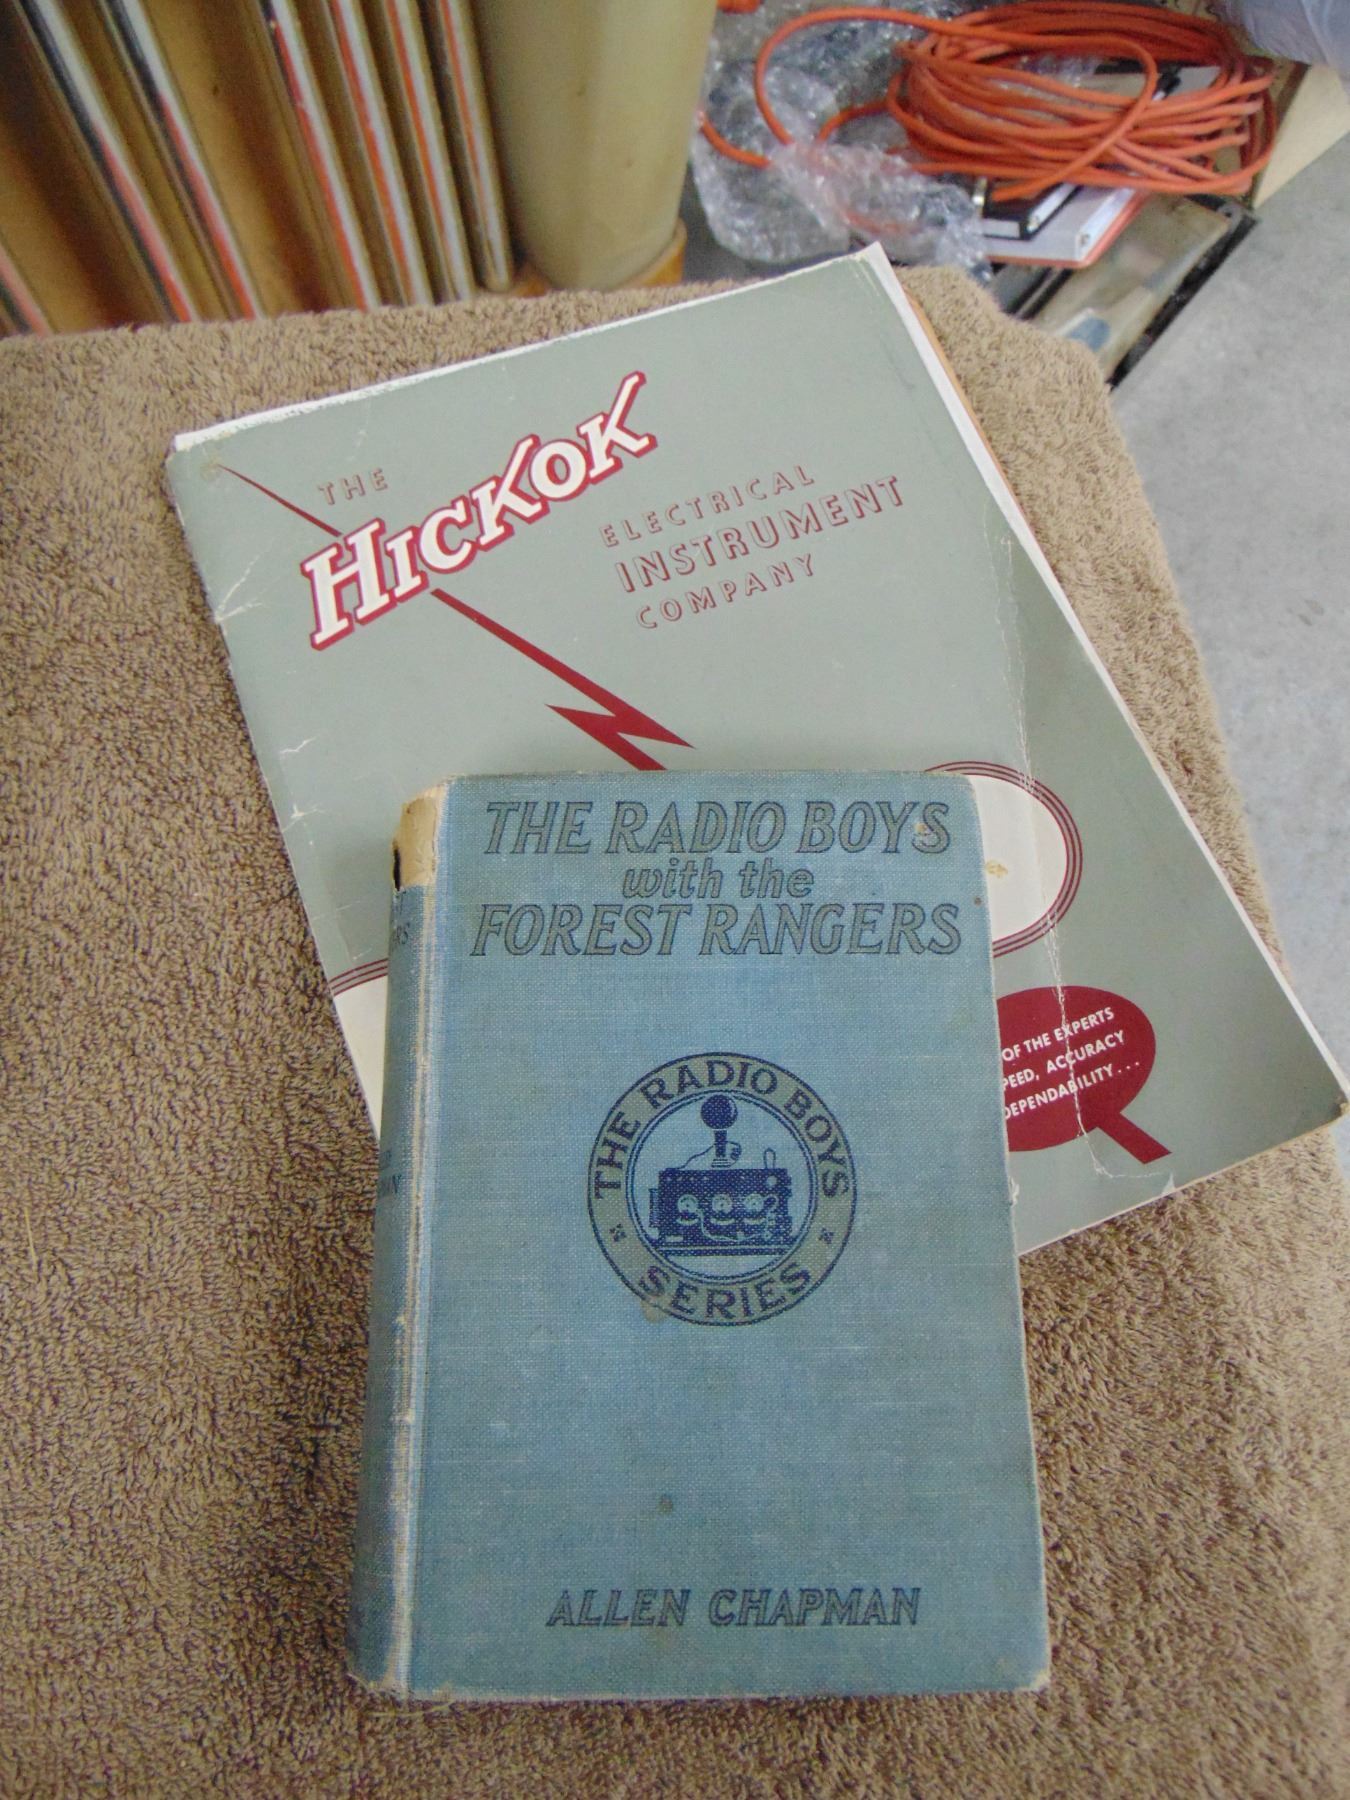 THE
HICKOK
ELECTRICAL
INSTRUMENT
COMPANY
OF THE EXPERTS
ACCURACY
DEPENDABILITY...
THE RADIO BOYS
with the
FOREST RANGERS
THE RADIO BOYS
SERIES
ALLEN CHAPMAN